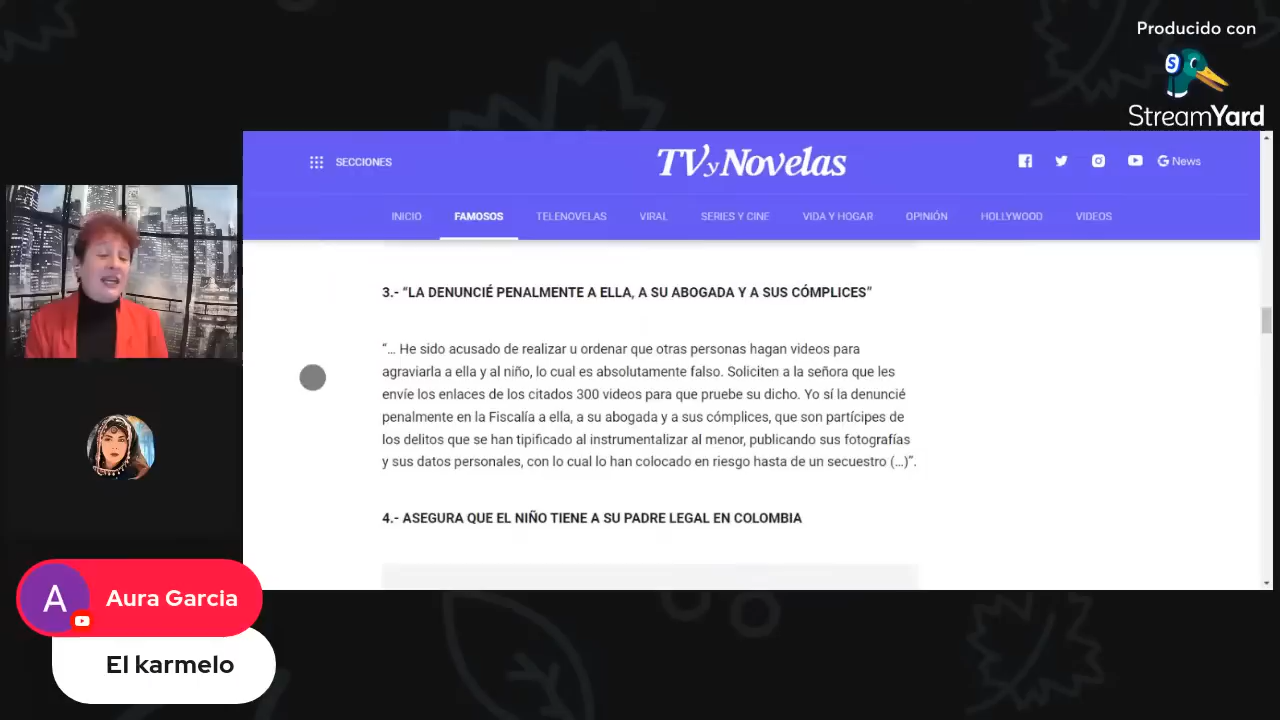 Producido con
StreamYard
SECCIONES
TVyNovelas
News
INICIO
FAMOSOS
TELENOVELAS
VIRAL
SERIES Y CINE
VIDA Y HOGAR
OPINIÓN
HOLLYWOOD
VIDEOS
3.- “LA DENUNCIÉ PENALMENTE A ELLA, A SU ABOGADA Y A SUS CÓMPLICES”
“… He sido acusado de realizar u ordenar que otras personas hagan videos para
agraviarla a ella y al niño, lo cual es absolutamente falso. Soliciten a la señora que les
envíe los enlaces de los citados 300 videos para que pruebe su dicho. Yo sí la denuncié
penalmente en la Fiscalía a ella, a su abogada y a sus cómplices, que son partícipes de
los delitos que se han tipificado al instrumentalizar al menor, publicando sus fotografías
y sus datos personales, con lo cual lo han colocado en riesgo hasta de un secuestro (…)”.
4.- ASEGURA QUE EL NIÑO TIENE A SU PADRE LEGAL EN COLOMBIA
A
Aura Garcia
El karmelo